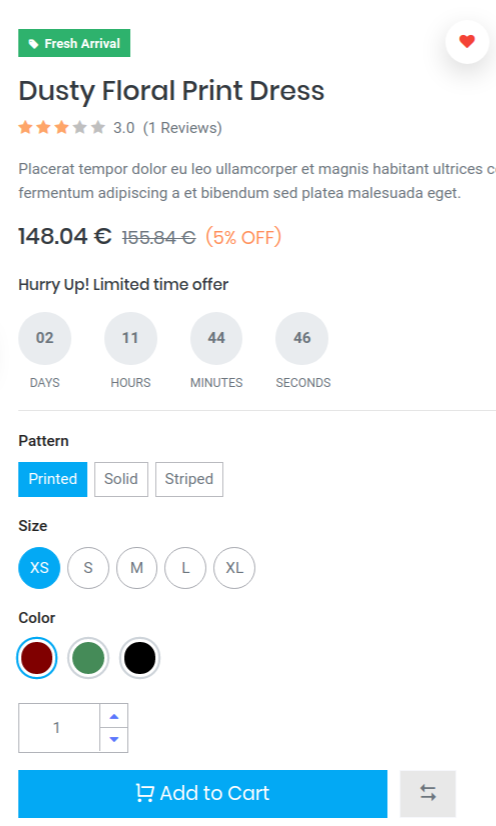 Fresh Arrival
Dusty Floral Print Dress
3.0 (1 Reviews)
Placerat tempor dolor eu leo ullamcorper et magnis habitant ultrices
fermentum adipiscing a et bibendum sed platea malesuada eget.
148.04 € 155.84 € (5% OFF)
Hurry Up! Limited time offer
02 11 44 46
DAYS HOURS MINUTES SECONDS
Pattern
Printed Solid Striped
Size
XS S M L XL
Color
1
Add to Cart